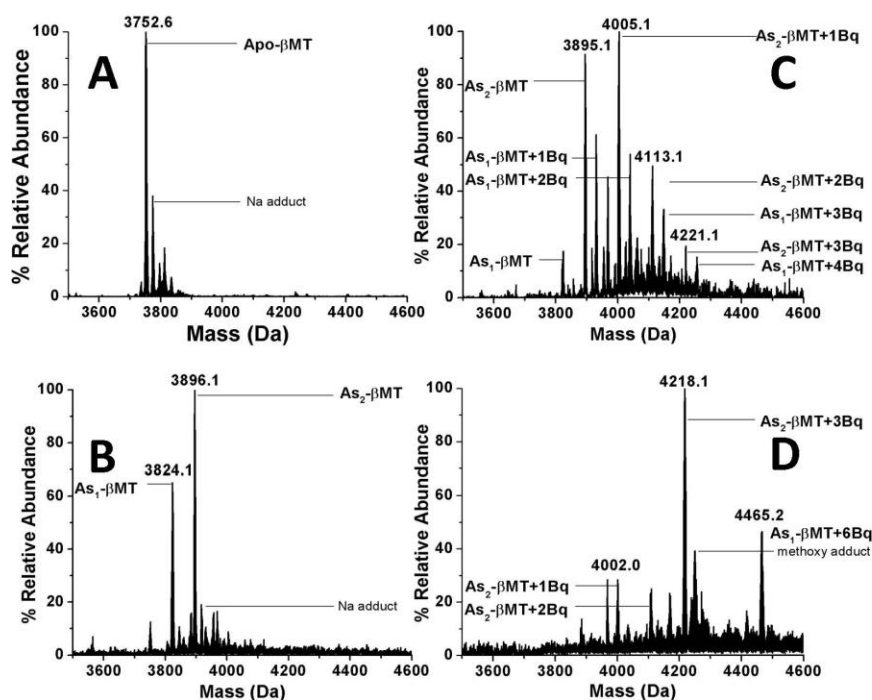 3752.6
Apo-βMT
A
Na adduct
100
80
60
40
20
0
% Relative Abundance
3600 3800 4000 4200 4400 4600
Mass (Da)
4005.1
As₂-βMT+1Bq
3895.1
C
As₂-βMT
As₁-βMT+1Bq
4113.1
As₁-βMT+2Bq
As₂-βMT+2Bq
As₁-βMT+3Bq
4221.1
As₂-βMT+3Bq
As₁-βMT
As₁-βMT+4Bq
100
80
60
40
20
0
% Relative Abundance
3600 3800 4000 4200 4400 4600
Mass (Da)
3896.1
As₂-βMT
B
3824.1
As₁-βMT
Na adduct
100
80
60
40
20
0
% Relative Abundance
3600 3800 4000 4200 4400 4600
Mass (Da)
4218.1
As₂-βMT+3Bq
D
4465.2
As₁-βMT+6Bq
methoxy adduct
4002.0
As₂-βMT+1Bq
As₂-βMT+2Bq
100
80
60
40
20
0
% Relative Abundance
3600 3800 4000 4200 4400 4600
Mass (Da)